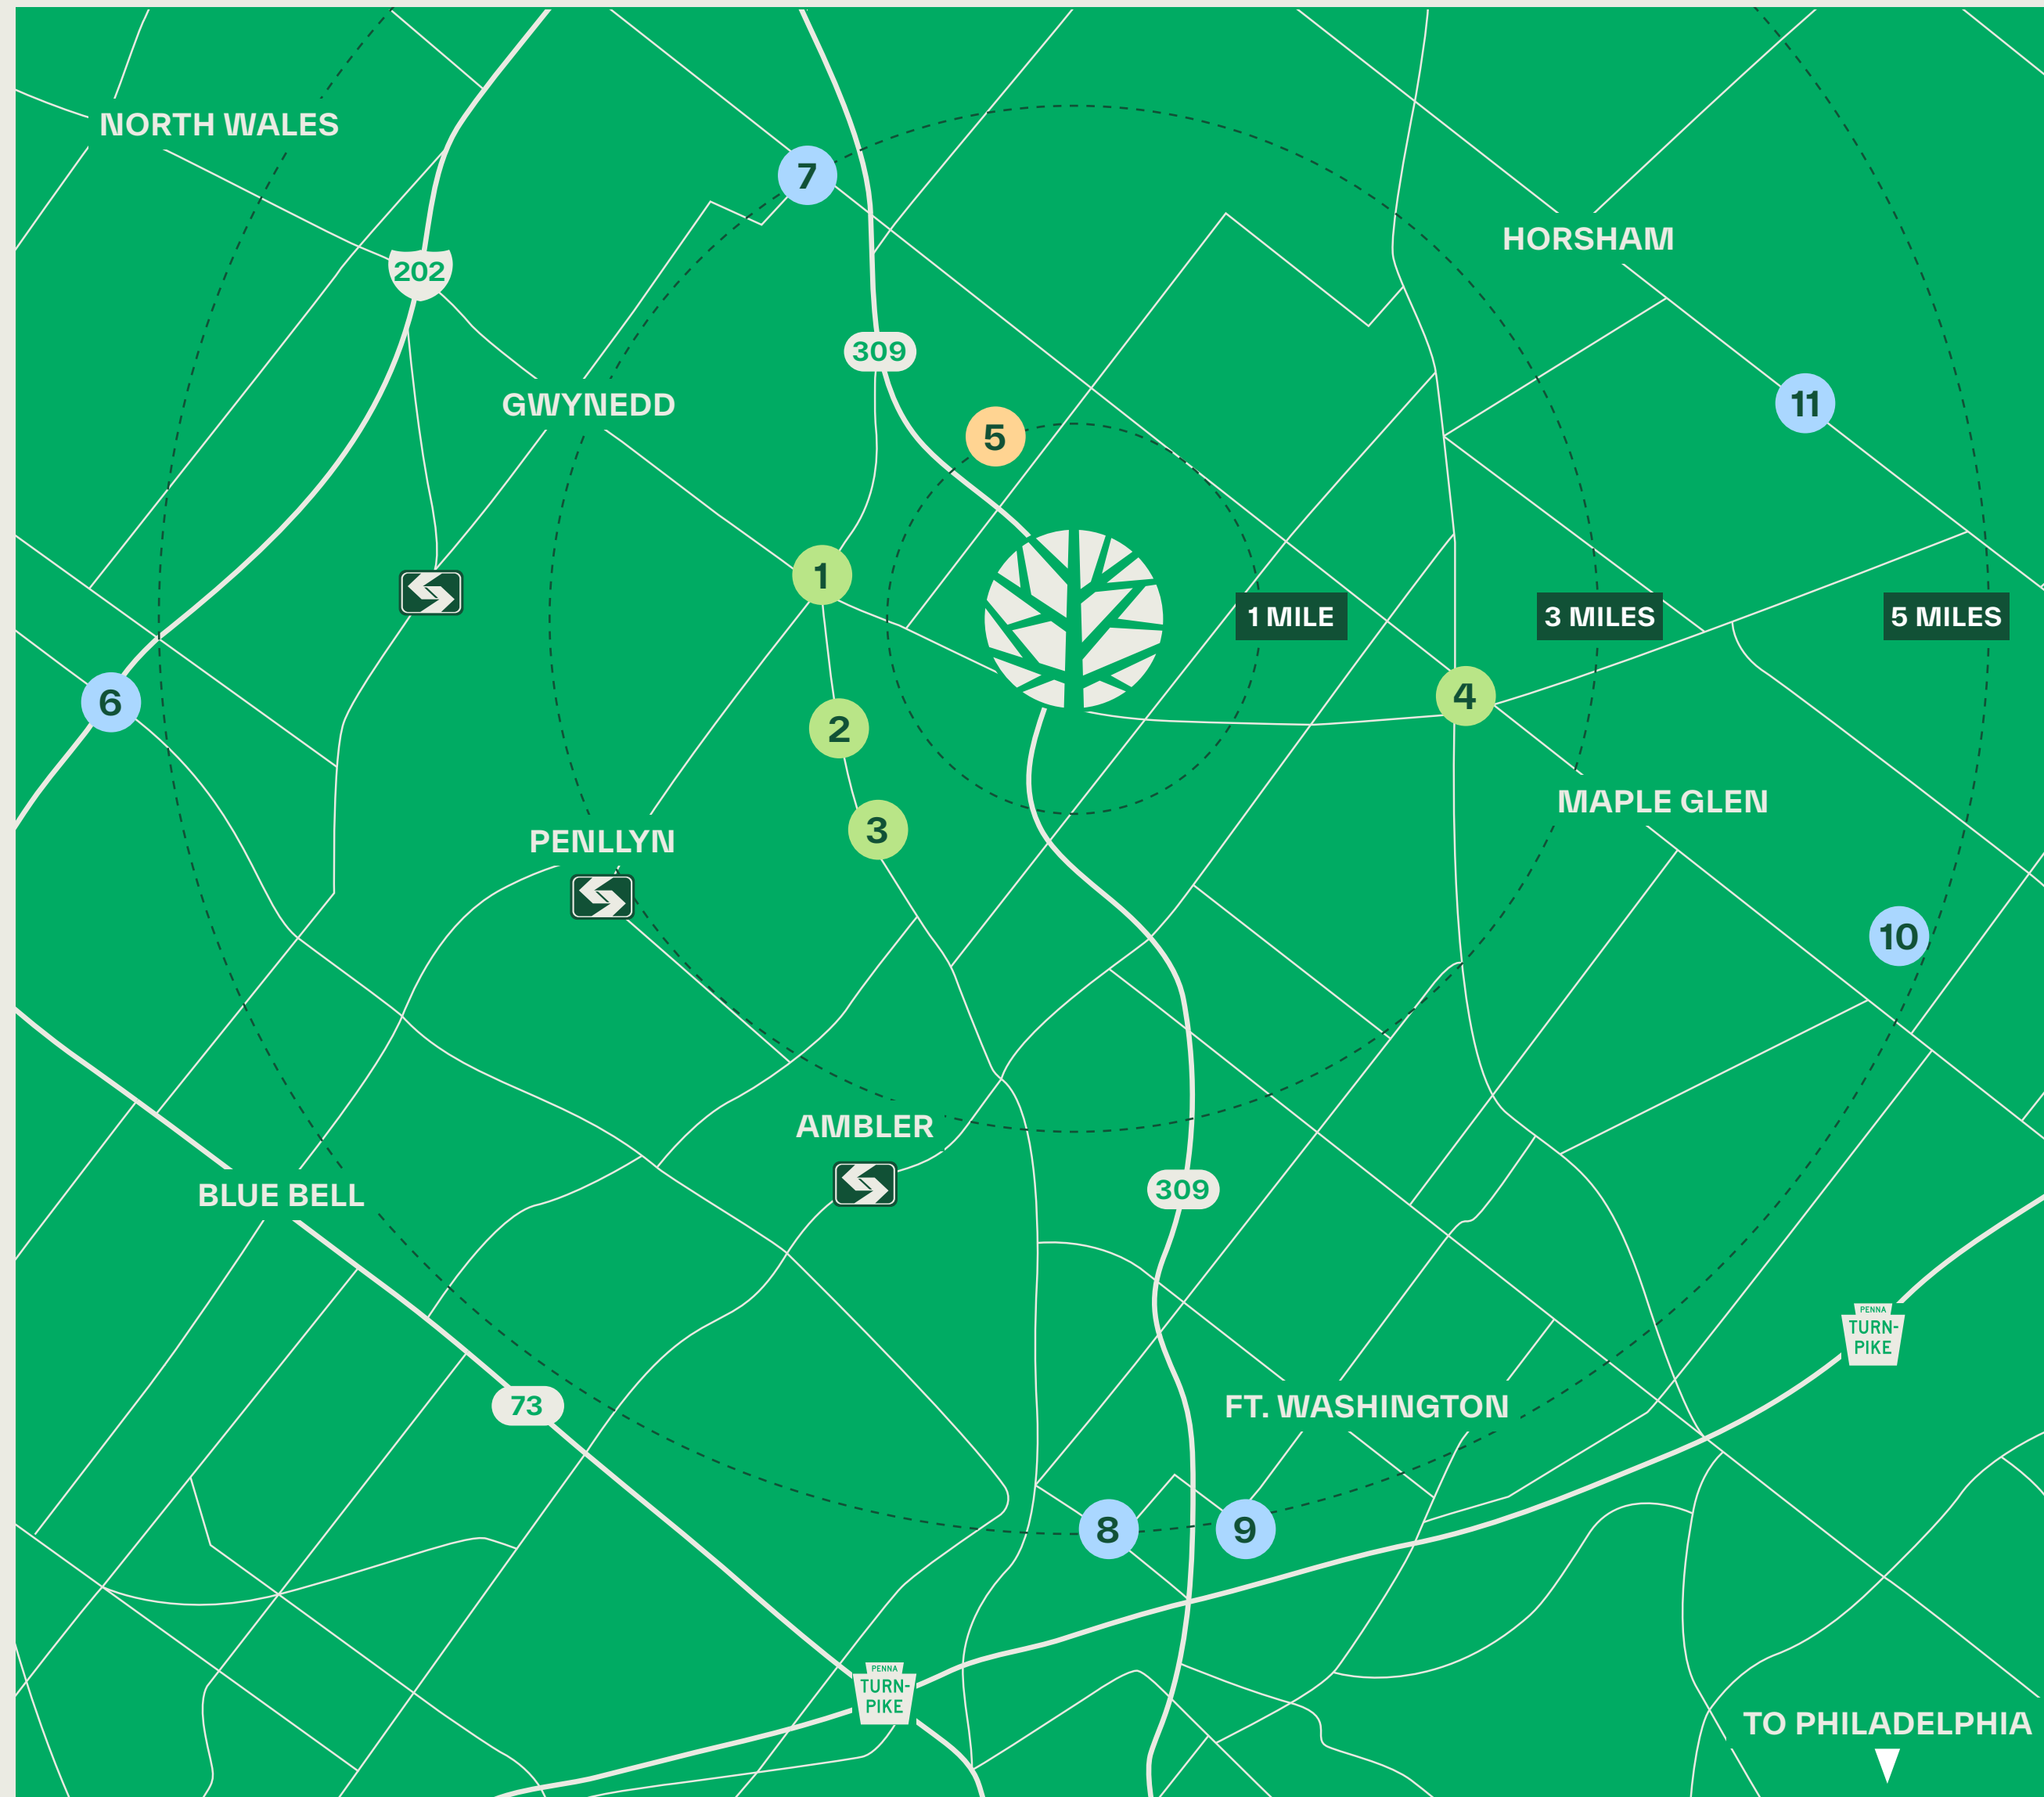 NORTH WALES
7
HORSHAM
202
309
GWYNEDD
11
5
1
1 MILE
3 MILES
5 MILES
6
4
2
MAPLE GLEN
3
PENLLYN
10
AMBLER
BLUE BELL
309
PENNA
TURN-
PIKE
73
FT. WASHINGTON
8
9
PENNA
TURN-
PIKE
TO PHILADELPHIA